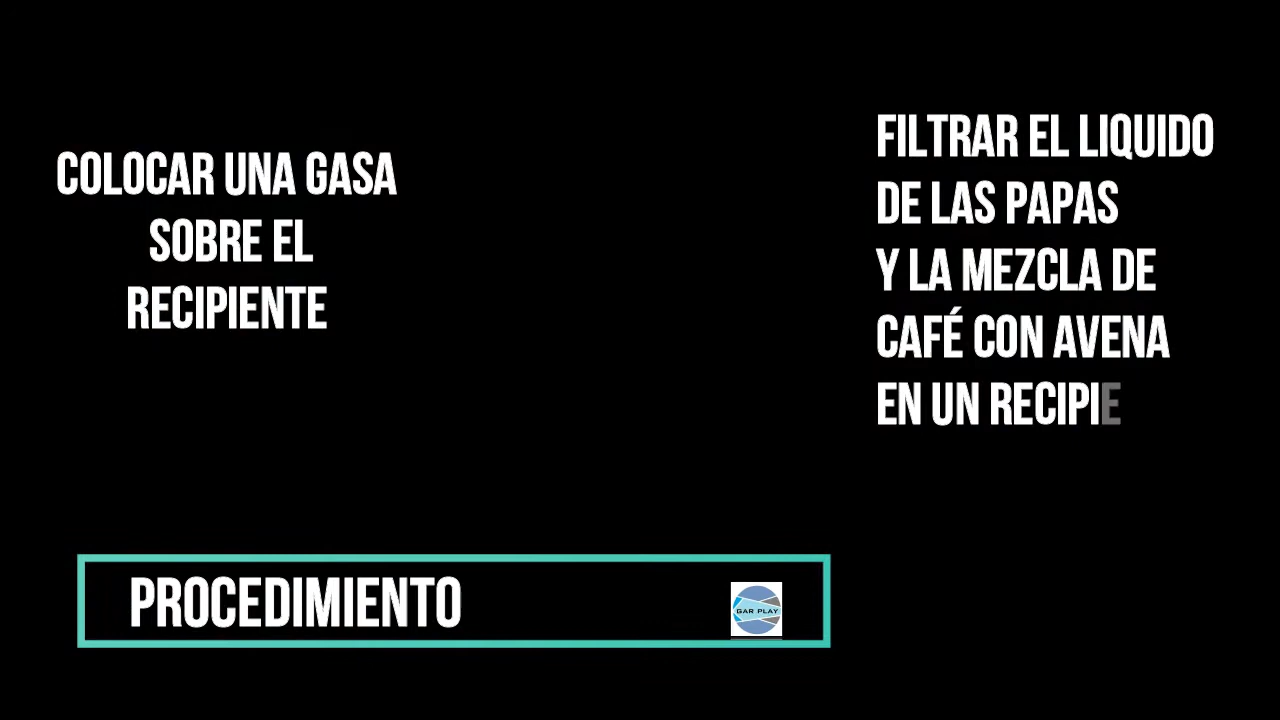 COLOCAR UNA GASA
SOBRE EL
RECIPIENTE
FILTRAR EL LIQUIDO
DE LAS PAPAS
Y LA MEZCLA DE
CAFÉ CON AVENA
EN UN RECIPIE
PROCEDIMIENTO
GAR PLAY